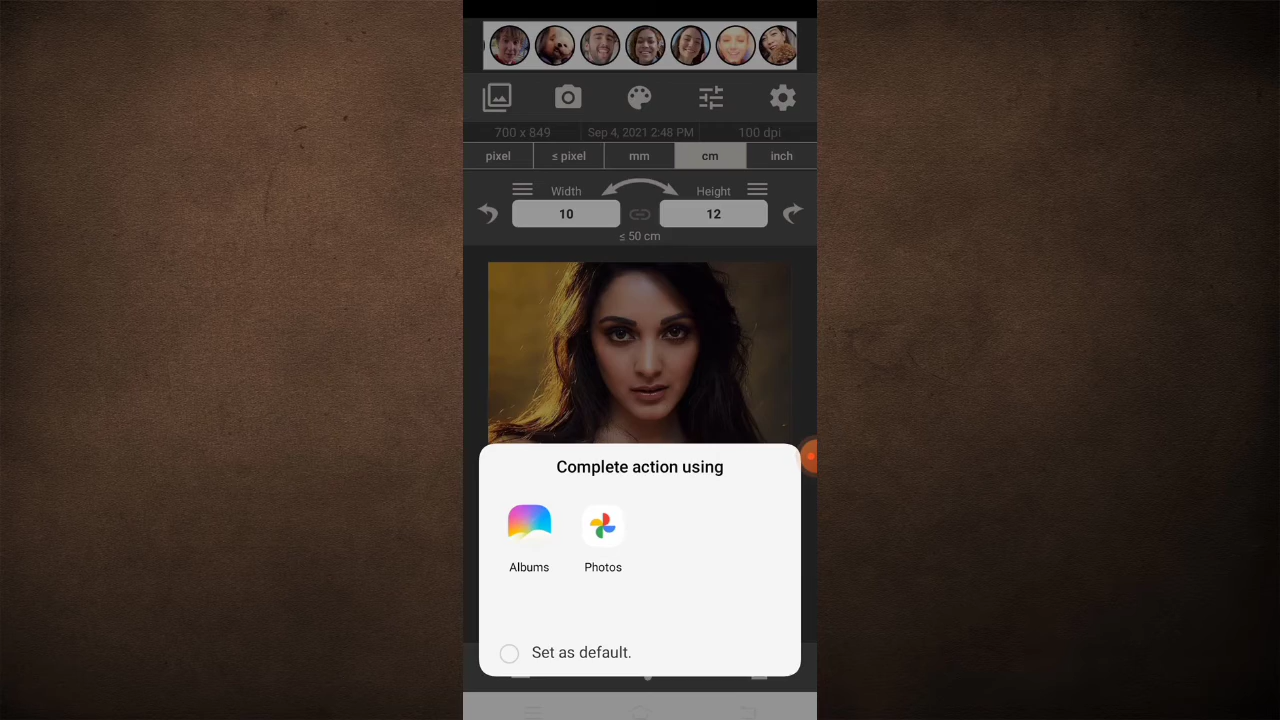 700 x 849 Sep 4, 2021 2:48 PM 100 dpi
pixel ≤ pixel mm cm inch
Width Height
10 12
≤ 50 cm
Complete action using
Albums Photos
Set as default.